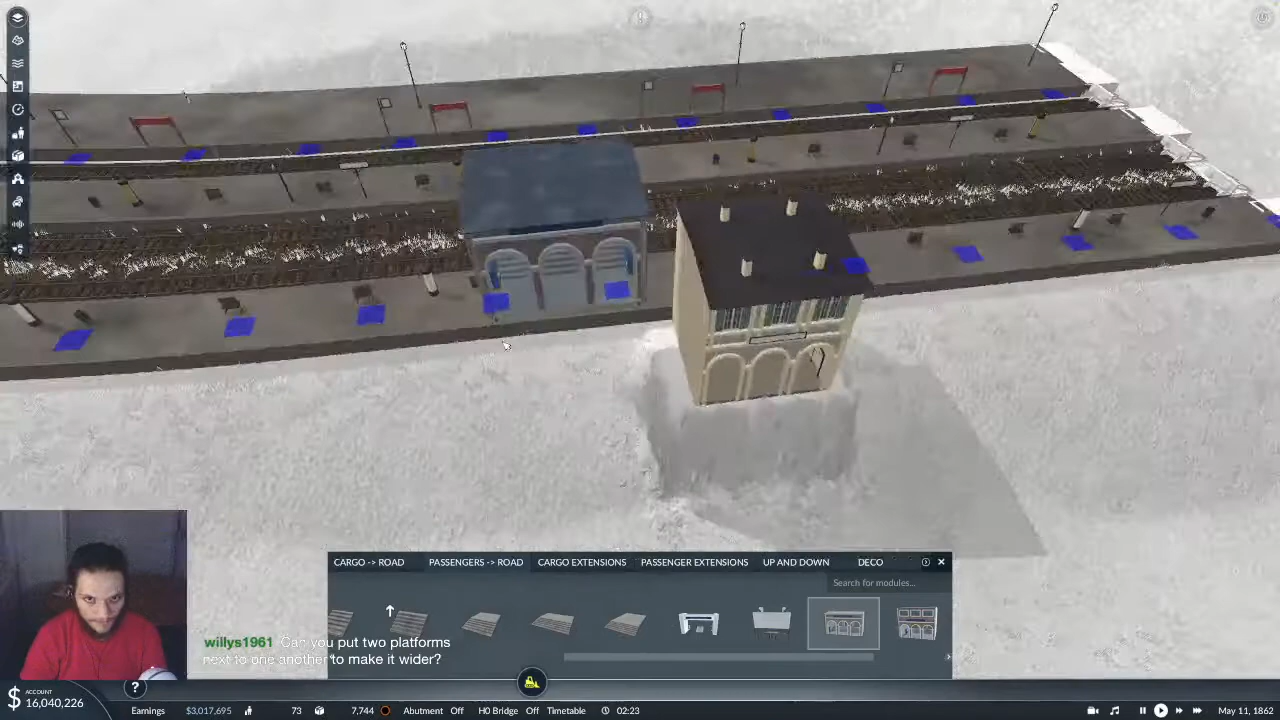 CARGO -> ROAD PASSENGERS -> ROAD CARGO EXTENSIONS PASSENGER EXTENSIONS UP AND DOWN DECO
Search for modules...
willys1961 Can you put two platforms
next to one another to make it wider?
?
$ ACCOUNT
16,040,226
Earnings $3,017,695 73 7,744 Abutment Off H0 Bridge Off Timetable 02:23 May 11, 1862